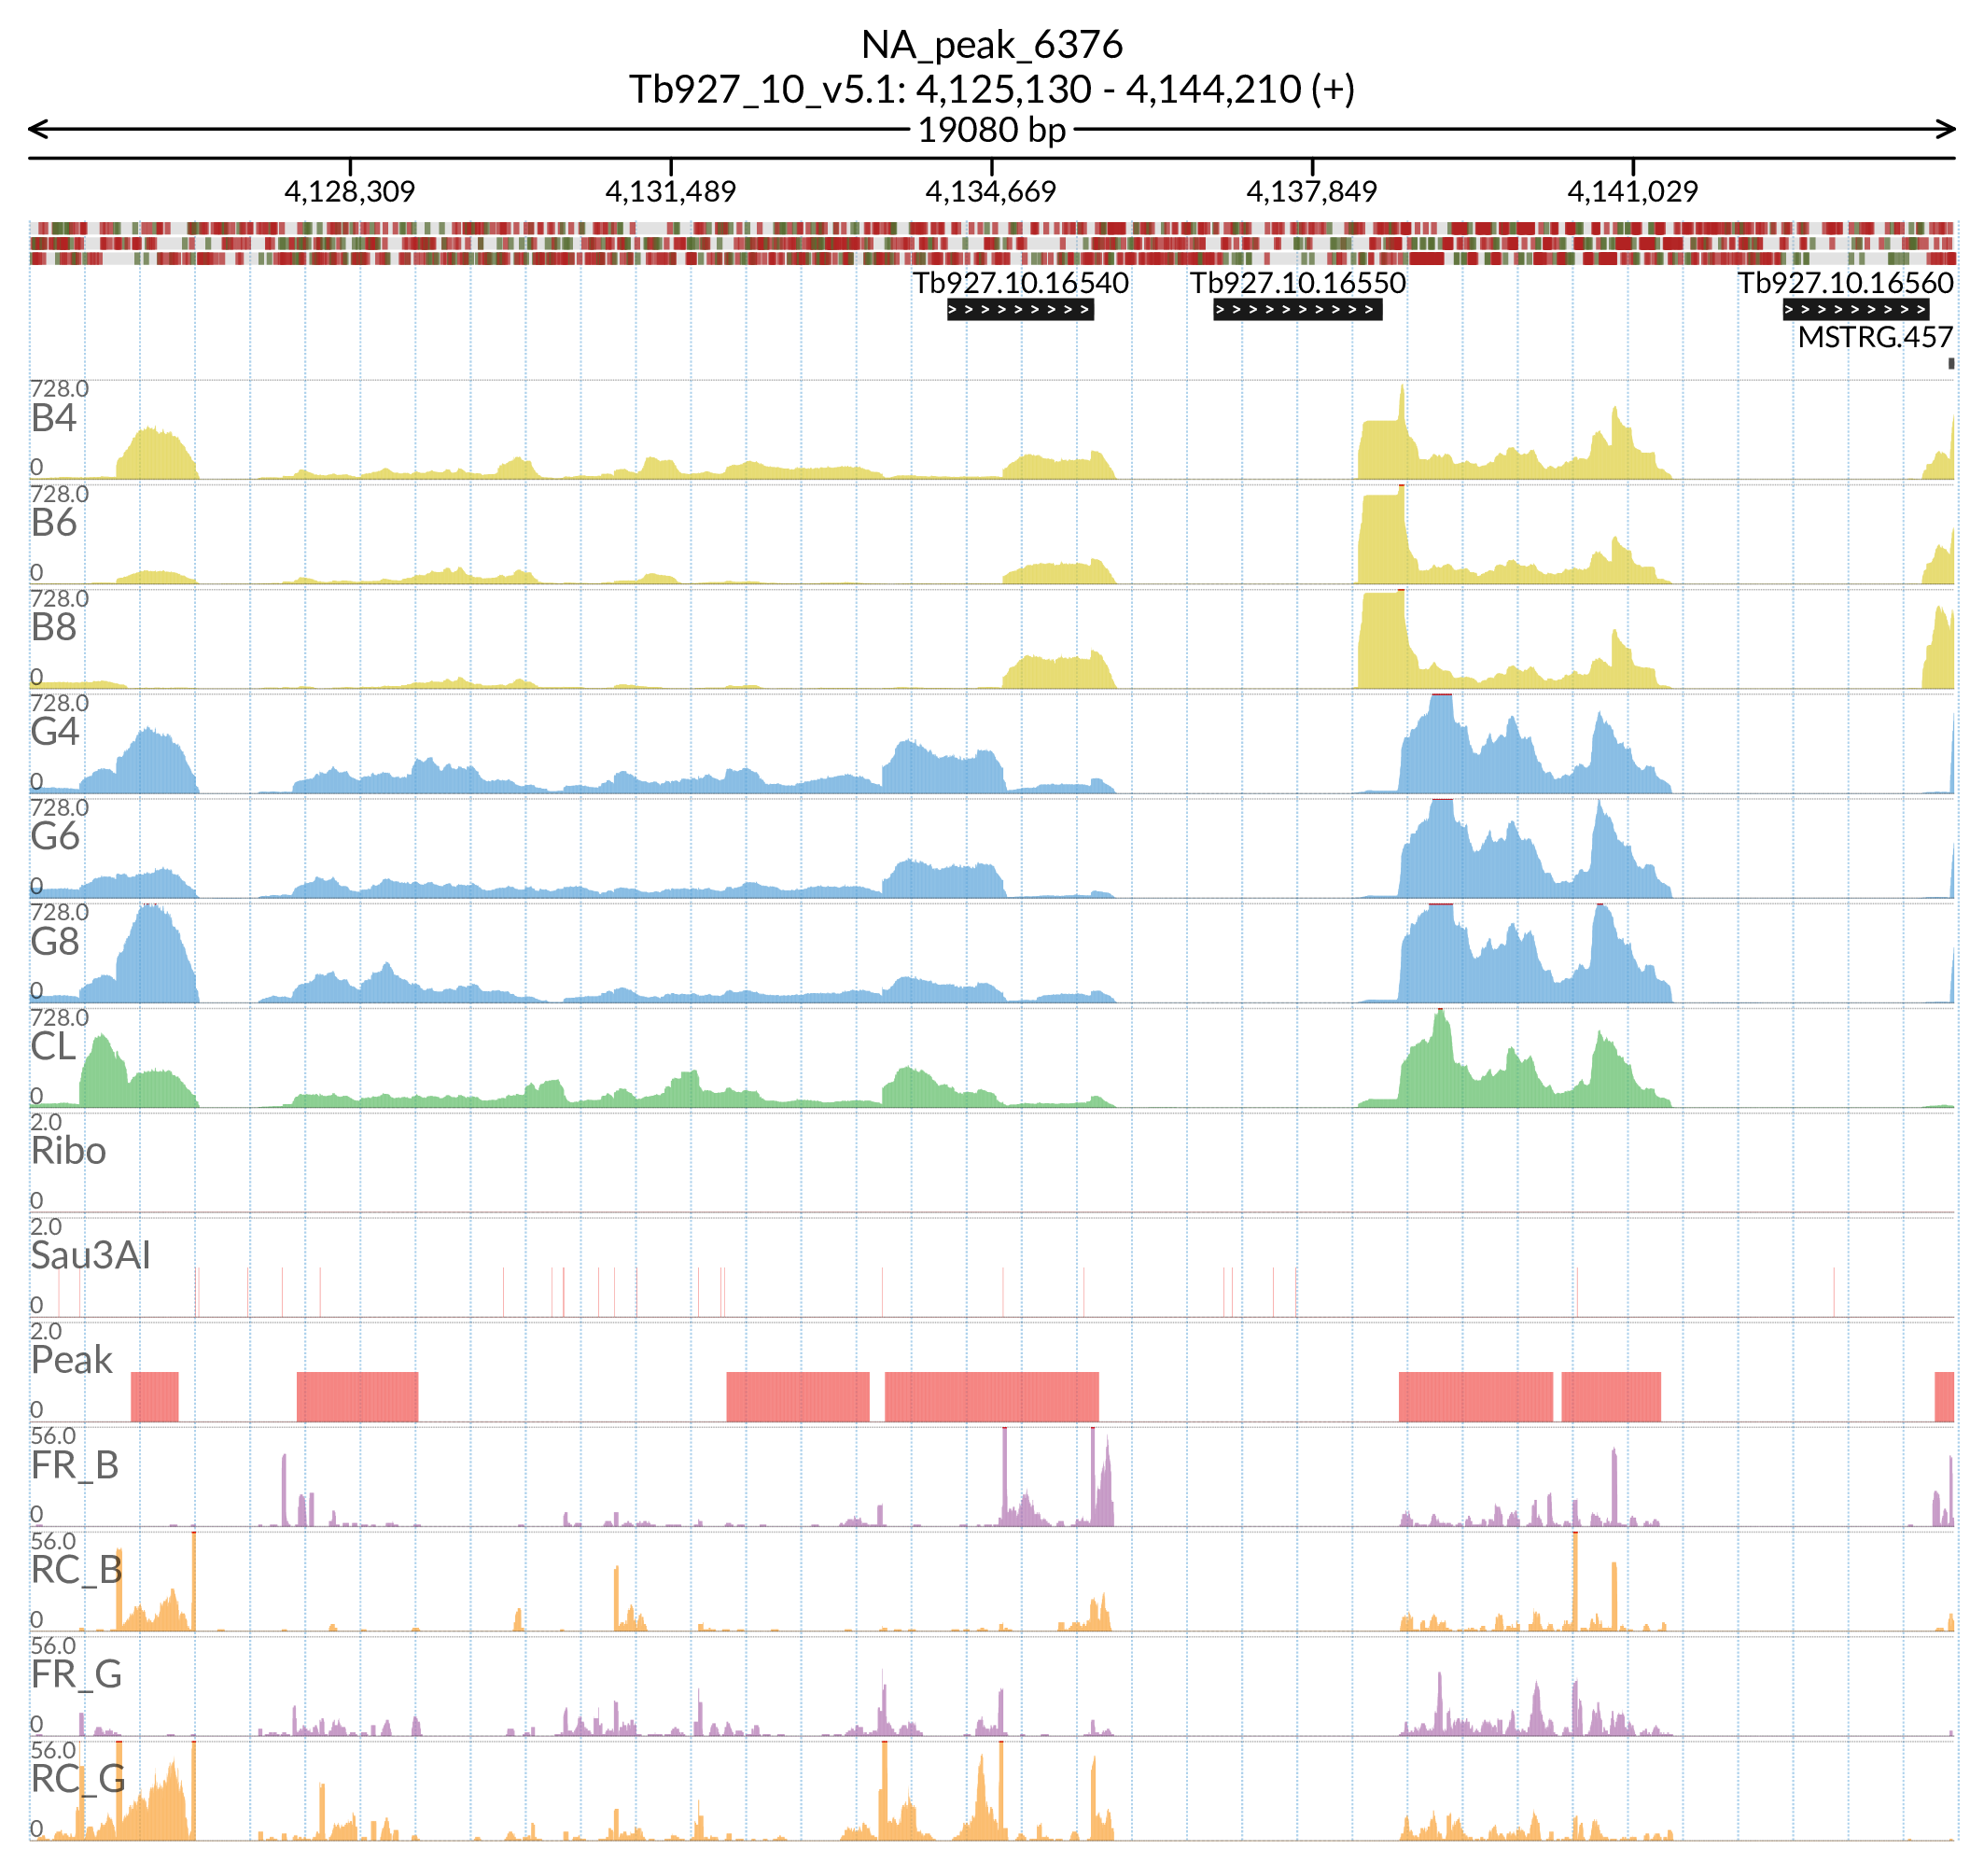 NA_peak_6376
Tb927_10_v5.1: 4,125,130 - 4,144,210 (+)
19080 bp
4,128,309 4,131,489 4,134,669 4,137,849 4,141,029
Tb927.10.16540 Tb927.10.16550 Tb927.10.16560
MSTRG.457
728.0
B4
0
728.0
B6
0
728.0
B8
0
728.0
G4
0
728.0
G6
0
728.0
G8
0
728.0
CL
0
2.0
Ribo
0
2.0
Sau3AI
0
2.0
Peak
0
56.0
FR_B
0
56.0
RC_B
0
56.0
FR_G
0
56.0
RC_G
0